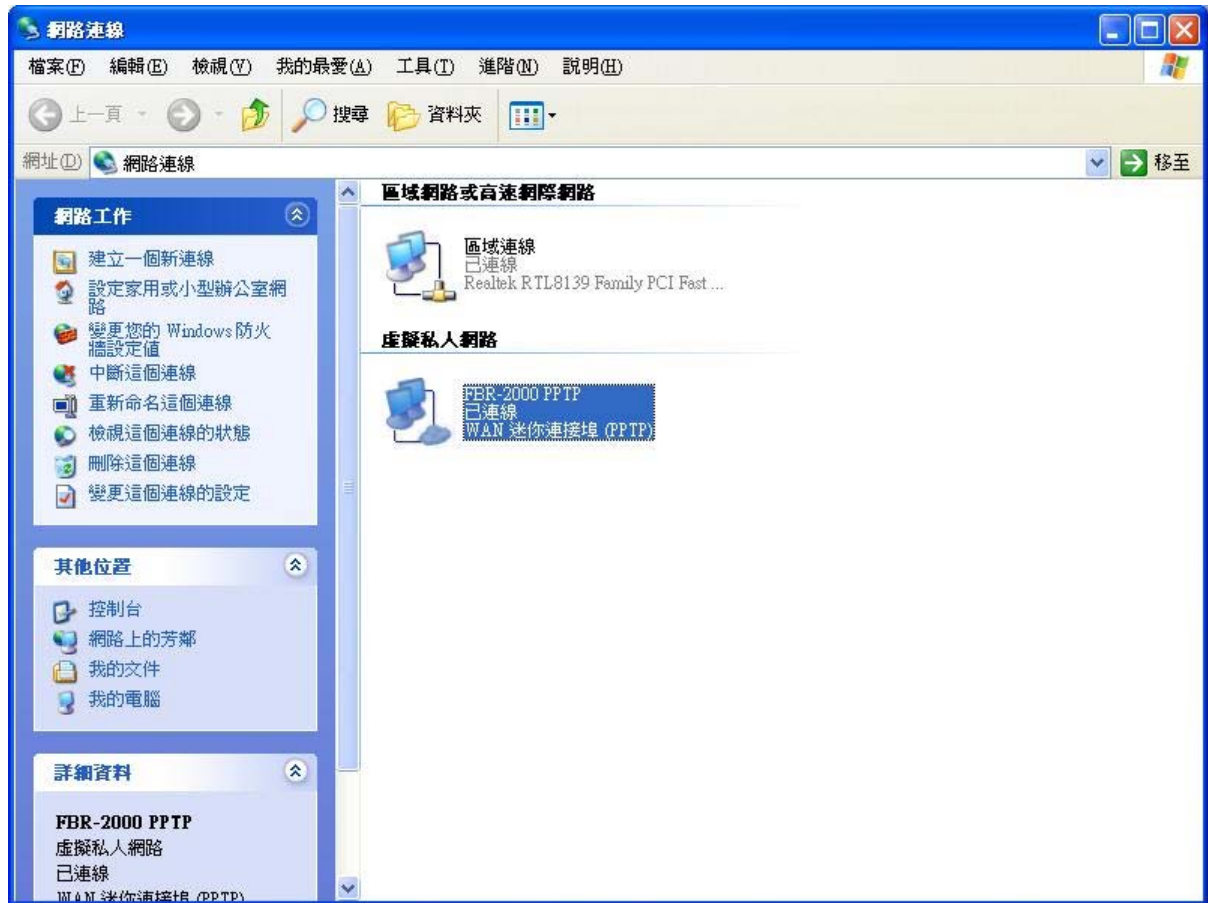 網路連線
檔案(F) 編輯(E) 檢視(V) 我的最愛(A) 工具(T) 進階(N) 說明(H)
上一頁 搜尋 資料夾
網址(D) 網路連線 移至
網路工作
建立一個新連線
設定家用或小型辦公室網
路
變更您的 Windows 防火
牆設定值
中斷這個連線
重新命名這個連線
檢視這個連線的狀態
刪除這個連線
變更這個連線的設定
其他位置
控制台
網路上的芳鄰
我的文件
我的電腦
詳細資料
FBR-2000 PPTP
虛擬私人網路
已連線
WAN 迷你連接埠 (PPTP)
區域網路或高速網際網路
區域連線
已連線
Realtek RTL8139 Family PCI Fast ...
虛擬私人網路
FBR-2000 PPTP
已連線
WAN 迷你連接埠 (PPTP)